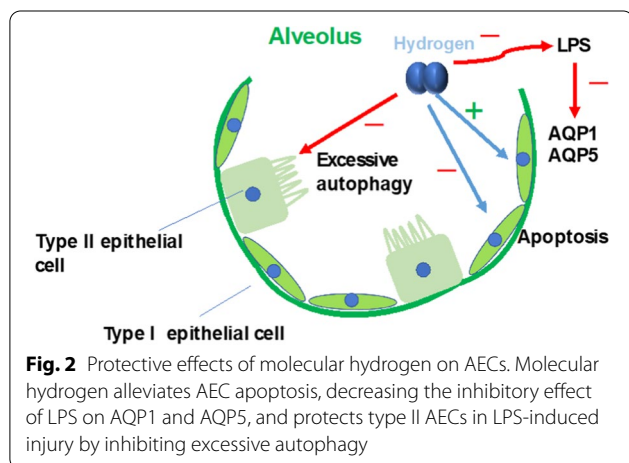 Alveolus
Hydrogen
−
LPS
−
+
AQP1
AQP5
−
Excessive
autophagy
−
Type II epithelial
cell
Apoptosis
Type I epithelial cell
Fig. 2 Protective effects of molecular hydrogen on AECs. Molecular
hydrogen alleviates AEC apoptosis, decreasing the inhibitory effect
of LPS on AQP1 and AQP5, and protects type II AECs in LPS-induced
injury by inhibiting excessive autophagy